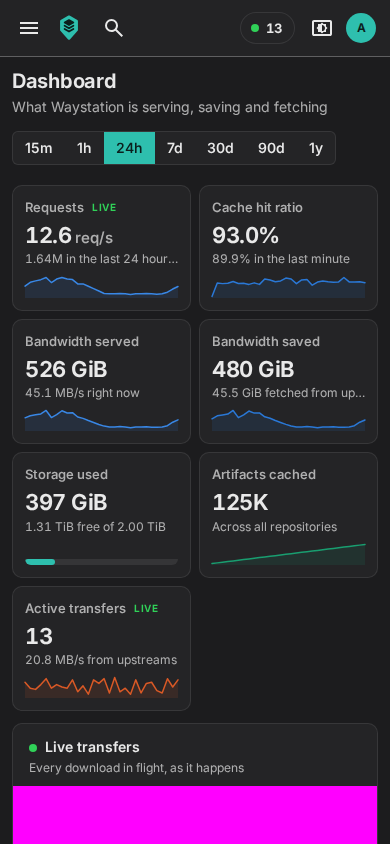 13
A
Dashboard
What Waystation is serving, saving and fetching
15m 1h 24h 7d 30d 90d 1y
Requests LIVE
12.6 req/s
1.64M in the last 24 hour...
Cache hit ratio
93.0%
89.9% in the last minute
Bandwidth served
526 GiB
45.1 MB/s right now
Bandwidth saved
480 GiB
45.5 GiB fetched from up...
Storage used
397 GiB
1.31 TiB free of 2.00 TiB
Artifacts cached
125K
Across all repositories
Active transfers LIVE
13
20.8 MB/s from upstreams
Live transfers
Every download in flight, as it happens